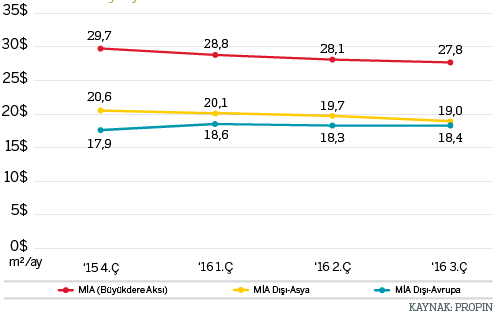 35$
30$
25$
20$
15$
10$
5$
0$
m²/ay
29,7 28,8 28,1 27,8
20,6 20,1 19,7 19,0
17,9 18,6 18,3 18,4
'15 4.Ç '16 1.Ç '16 2.Ç '16 3.Ç
MİA (Büyükdere Aksı) MİA Dışı-Asya MİA Dışı-Avrupa
KAYNAK: PROPIN